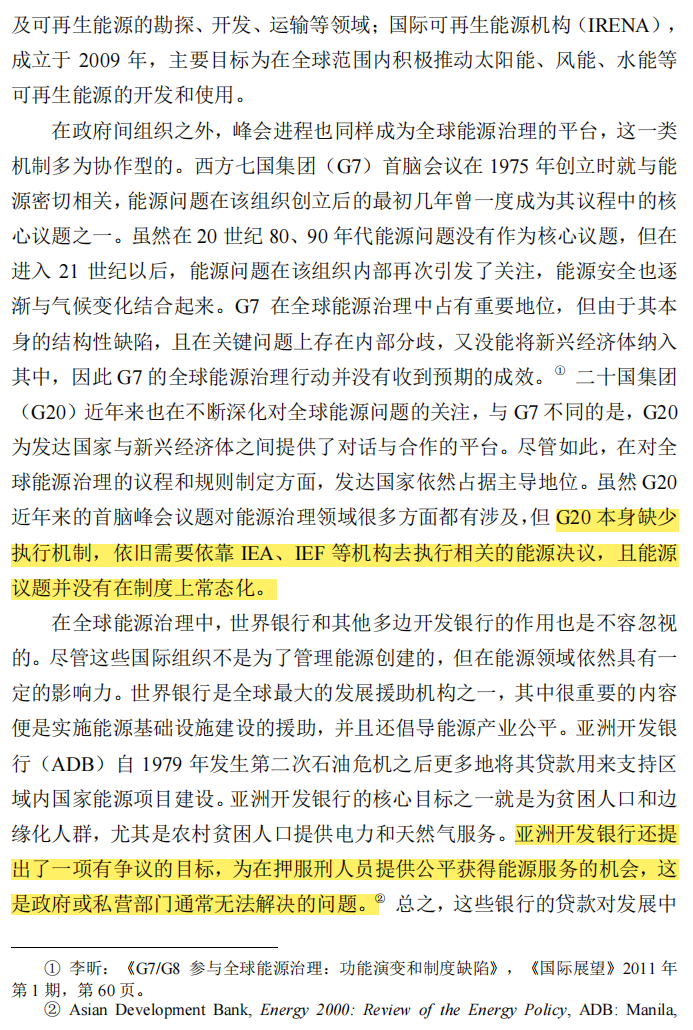 及可再生能源的勘探、开发、运输等领域；国际可再生能源机构（IRENA），
成立于 2009 年，主要目标为在全球范围内积极推动太阳能、风能、水能等
可再生能源的开发和使用。
在政府间组织之外，峰会进程也同样成为全球能源治理的平台，这一类
机制多为协作型的。西方七国集团（G7）首脑会议在 1975 年创立时就与能
源密切相关，能源问题在该组织创立后的最初几年曾一度成为其议程中的核
心议题之一。虽然在 20 世纪 80、90 年代能源问题没有作为核心议题，但在
进入 21 世纪以后，能源问题在该组织内部再次引发了关注，能源安全也逐
渐与气候变化结合起来。G7 在全球能源治理中占有重要地位，但由于其本
身的结构性缺陷，且在关键问题上存在内部分歧，又没能将新兴经济体纳入
其中，因此 G7 的全球能源治理行动并没有收到预期的成效。① 二十国集团
（G20）近年来也在不断深化对全球能源问题的关注，与 G7 不同的是，G20
为发达国家与新兴经济体之间提供了对话与合作的平台。尽管如此，在对全
球能源治理的议程和规则制定方面，发达国家依然占据主导地位。虽然 G20
近年来的首脑峰会议题对能源治理领域很多方面都有涉及，但 G20 本身缺少
执行机制，依旧需要依靠 IEA、IEF 等机构去执行相关的能源决议，且能源
议题并没有在制度上常态化。
在全球能源治理中，世界银行和其他多边开发银行的作用也是不容忽视
的。尽管这些国际组织不是为了管理能源创建的，但在能源领域依然具有一
定的影响力。世界银行是全球最大的发展援助机构之一，其中很重要的内容
便是实施能源基础设施建设的援助，并且还倡导能源产业公平。亚洲开发银
行（ADB）自 1979 年发生第二次石油危机之后更多地将其贷款用来支持区
域内国家能源项目建设。亚洲开发银行的核心目标之一就是为贫困人口和边
缘化人群，尤其是农村贫困人口提供电力和天然气服务。亚洲开发银行还提
出了一项有争议的目标，为在押服刑人员提供公平获得能源服务的机会，这
是政府或私营部门通常无法解决的问题。② 总之，这些银行的贷款对发展中
① 李昕：《G7/G8 参与全球能源治理：功能演变和制度缺陷》，《国际展望》2011 年
第 1 期，第 60 页。
② Asian Development Bank, Energy 2000: Review of the Energy Policy, ADB: Manila,